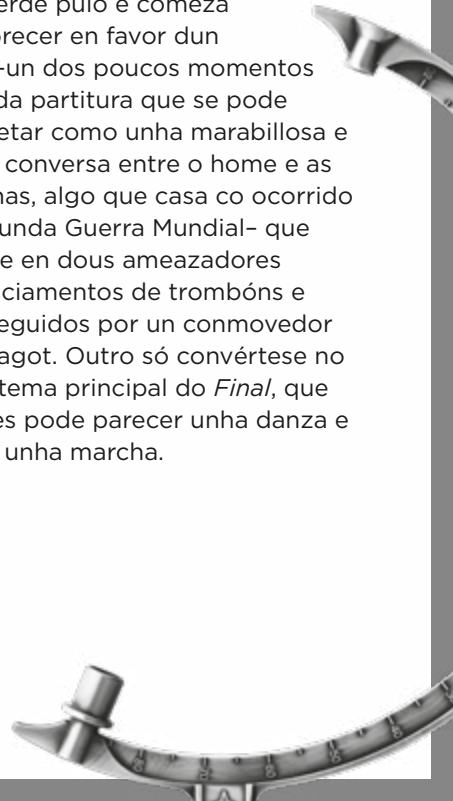 erde pulo e comeza
recer en favor dun
–un dos poucos momentos
da partitura que se pode
etar como unha marabillosa e
conversa entre o home e as
nas, algo que casa co ocorrido
unda Guerra Mundial– que
e en dous ameazadores
ciamentos de trombóns e
eguidos por un conmovedor
agot. Outro só convértese no
tema principal do Final, que
es pode parecer unha danza e
unha marcha.